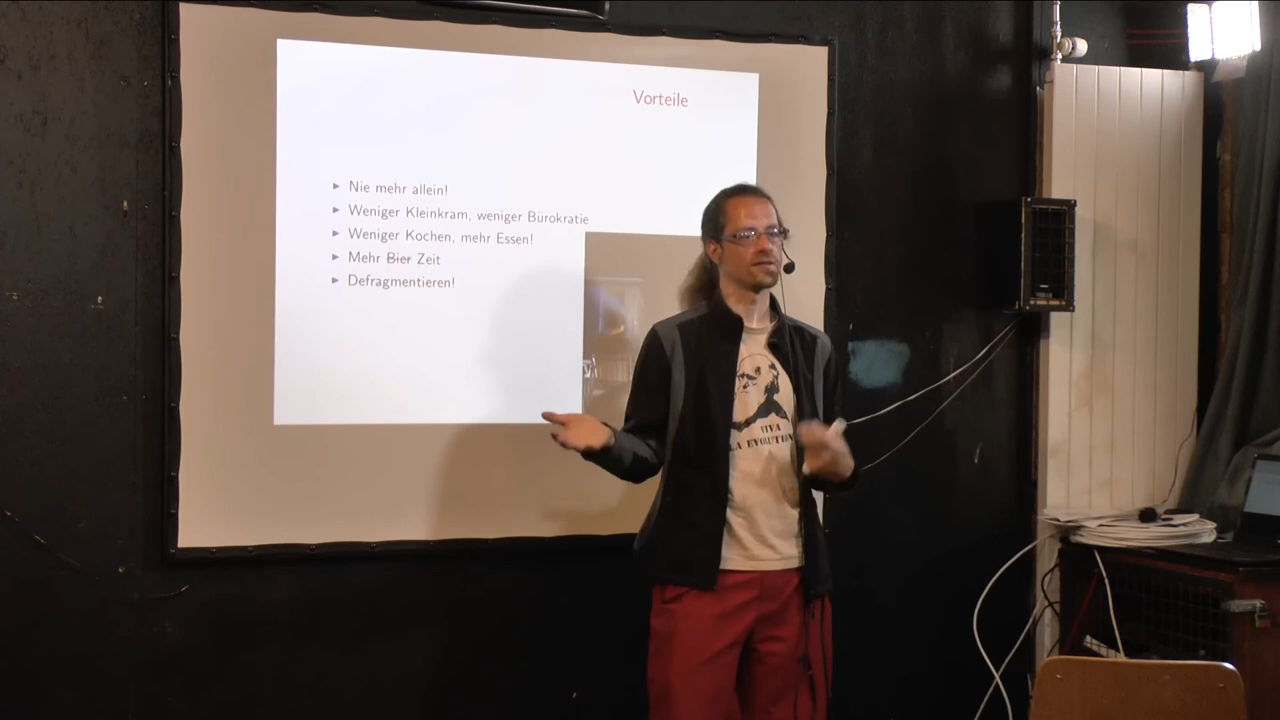 Vorteile
Nie mehr allein!
Weniger Kleinkram, weniger Bürokratie
Weniger Kochen, mehr Essen!
Mehr Bier Zeit
Defragmentieren!
VIVA
LA EVOLUTION